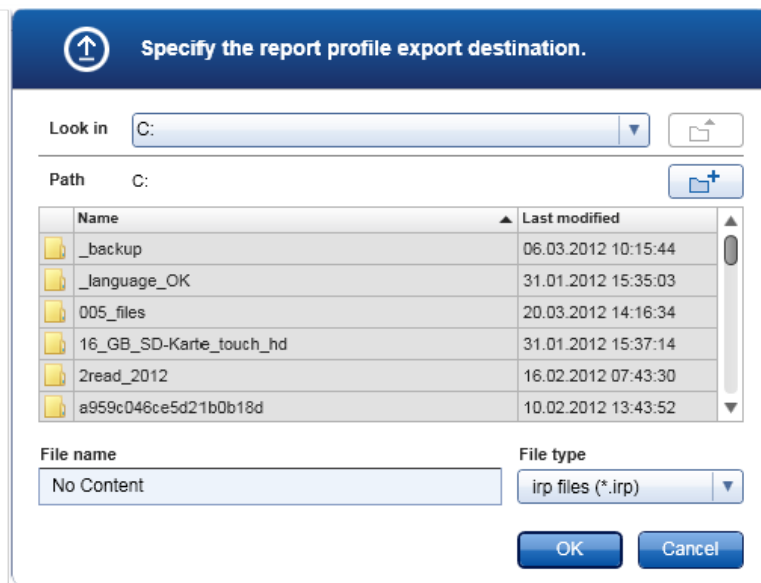 Specify the report profile export destination.
Look in C:
Path C:
Name Last modified
_backup 06.03.2012 10:15:44
_language_OK 31.01.2012 15:35:03
005_files 20.03.2012 14:16:34
16_GB_SD-Karte_touch_hd 31.01.2012 15:37:14
2read_2012 16.02.2012 07:43:30
a959c046ce5d21b0b18d 10.02.2012 13:43:52
File name File type
No Content irp files (*.irp)
OK Cancel